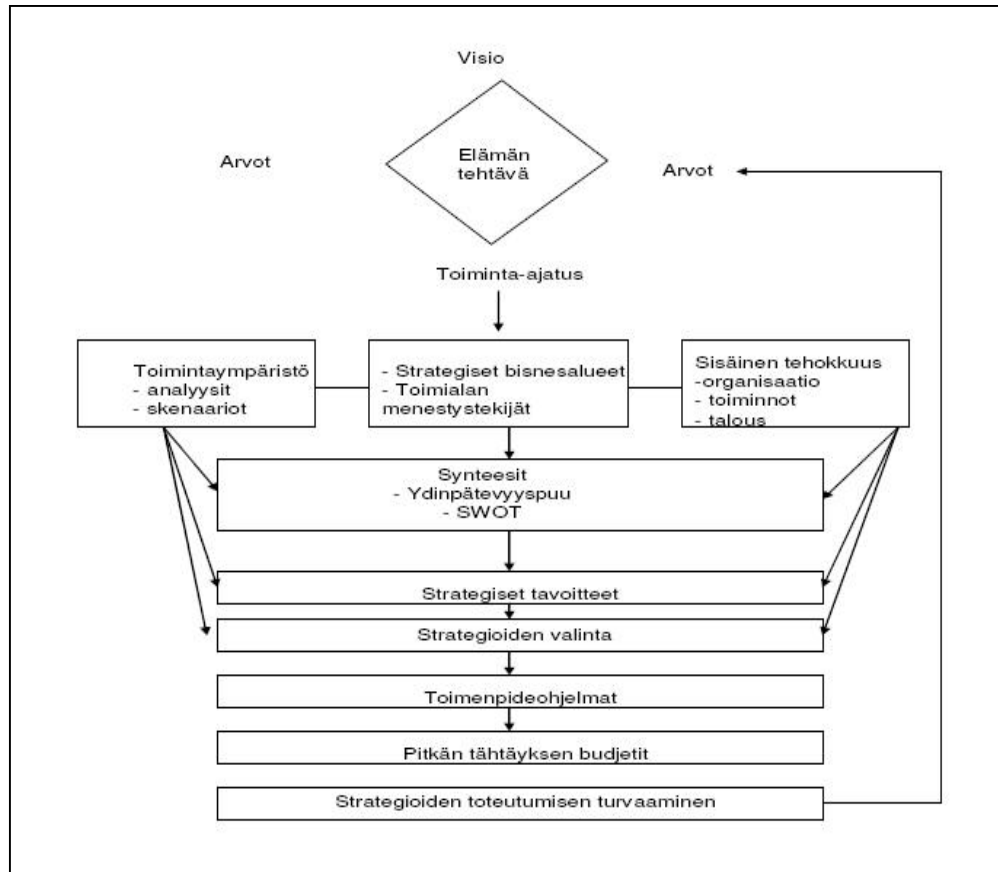 Visio
Elämän
tehtävä
Arvot
Arvot
Toiminta-ajatus
Toimintaympäristö
- analyysit
- skenaariot
- Strategiset bisnesalueet
- Toimialan
menestystekijät
Sisäinen tehokkuus
-organisaatio
- toiminnot
- talous
Synteesit
- Ydinpätevyyspuu
- SWOT
Strategiset tavoitteet
Strategioiden valinta
Toimenpideohjelmat
Pitkän tähtäyksen budjetit
Strategioiden toteutumisen turvaaminen